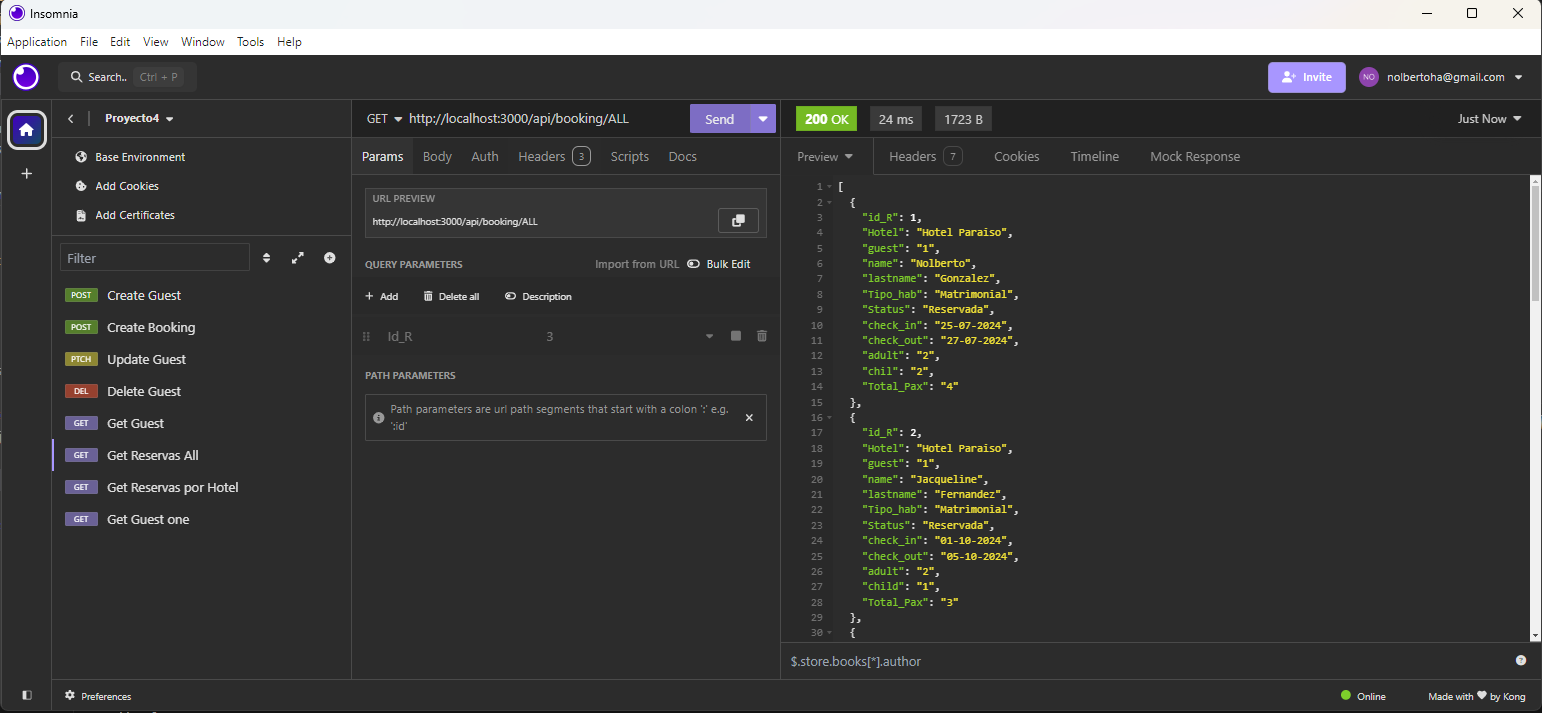 Insomnia
Application File Edit View Window Tools Help
Search.. Ctrl + P
Invite
NO
nolbertoha@gmail.com
Proyecto4
Base Environment
Add Cookies
Add Certificates
Filter
POST Create Guest
POST Create Booking
PTCH Update Guest
DEL Delete Guest
GET Get Guest
GET Get Reservas All
GET Get Reservas por Hotel
GET Get Guest one
Preferences
GET http://localhost:3000/api/booking/ALL Send
Params Body Auth Headers 3 Scripts Docs
URL PREVIEW
http://localhost:3000/api/booking/ALL
QUERY PARAMETERS Import from URL Bulk Edit
Add Delete all Description
Id_R 3
PATH PARAMETERS
Path parameters are url path segments that start with a colon ':' e.g.
':id'
200 OK 24 ms 1723 B Just Now
Preview Headers 7 Cookies Timeline Mock Response
1 [
2 {
3 "id_R": 1,
4 "Hotel": "Hotel Paraiso",
5 "guest": "1",
6 "name": "Nolberto",
7 "lastname": "Gonzalez",
8 "Tipo_hab": "Matrimonial",
9 "Status": "Reservada",
10 "check_in": "25-07-2024",
11 "check_out": "27-07-2024",
12 "adult": "2",
13 "chil": "2",
14 "Total_Pax": "4"
15 },
16 {
17 "id_R": 2,
18 "Hotel": "Hotel Paraiso",
19 "guest": "1",
20 "name": "Jacqueline",
21 "lastname": "Fernandez",
22 "Tipo_hab": "Matrimonial",
23 "Status": "Reservada",
24 "check_in": "01-10-2024",
25 "check_out": "05-10-2024",
26 "adult": "2",
27 "child": "1",
28 "Total_Pax": "3"
29 },
30 {
$.store.books[*].author
Online Made with ♥ by Kong